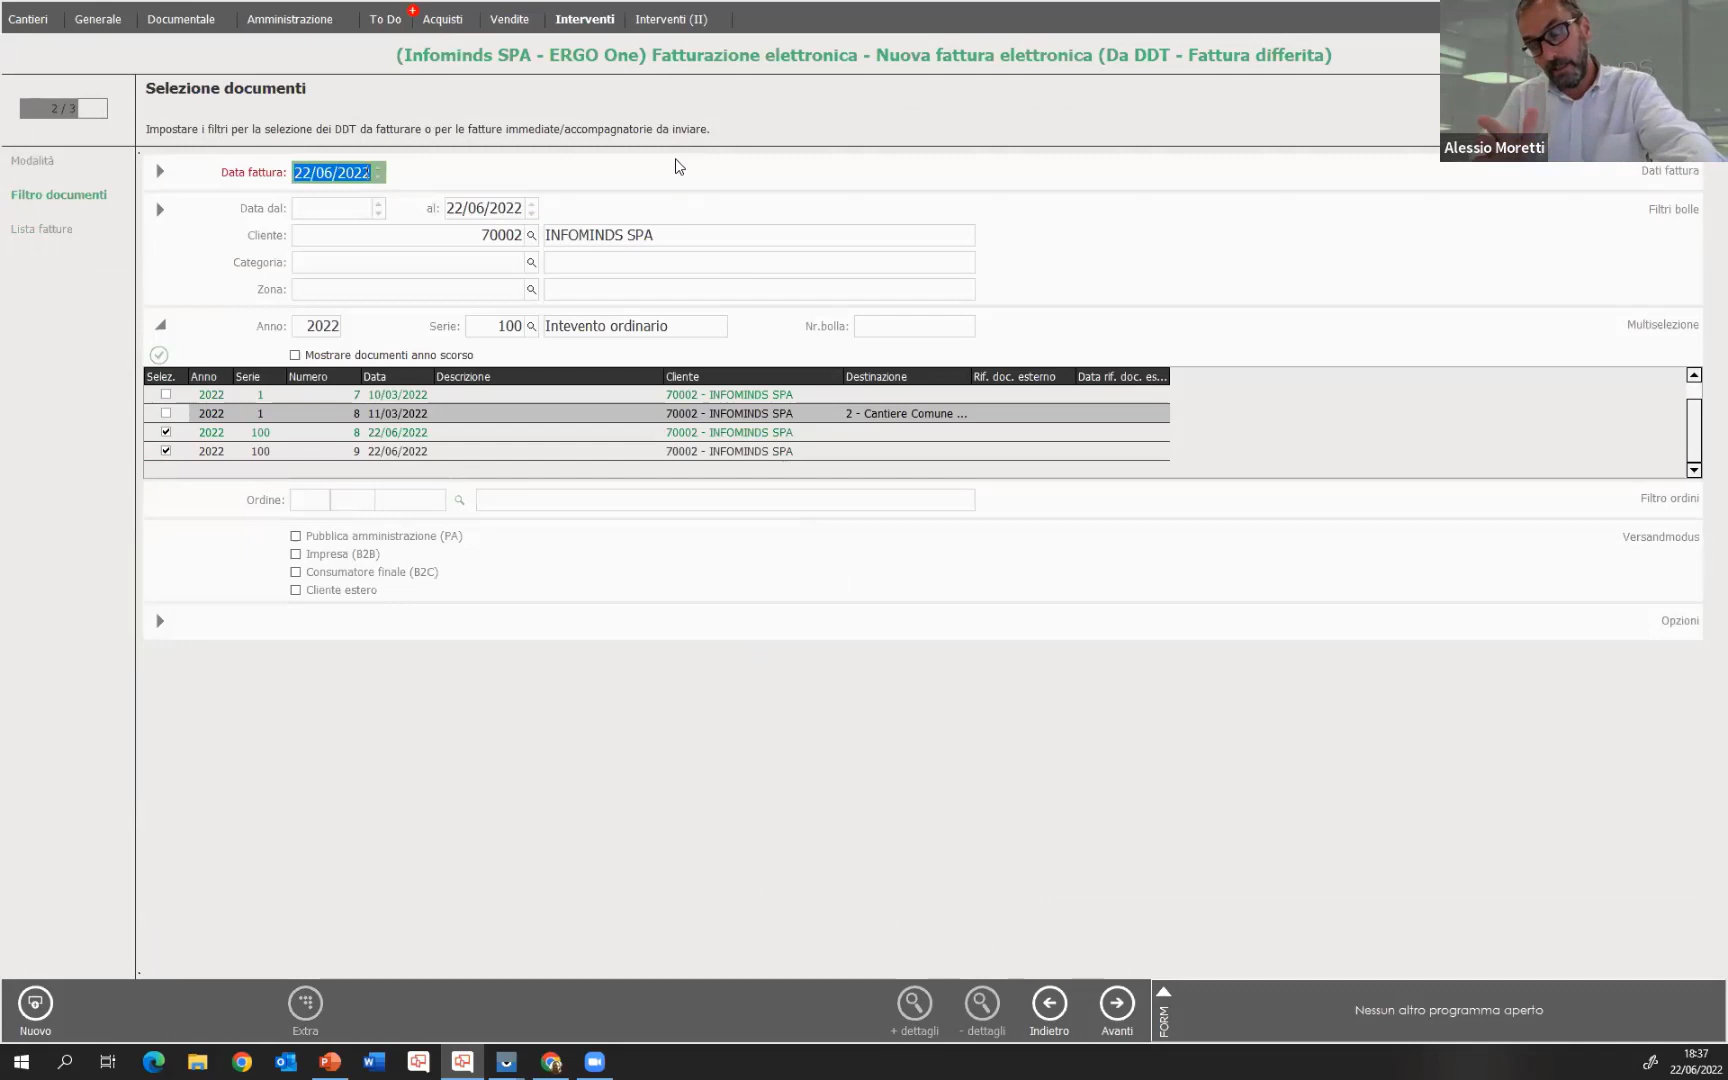 Cantieri Generale Documentale Amministrazione To Do Acquisti Vendite Interventi Interventi (II)
(Infominds SPA - ERGO One) Fatturazione elettronica - Nuova fattura elettronica (Da DDT - Fattura differita)
Selezione documenti
2 / 3
Impostare i filtri per la selezione dei DDT da fatturare o per le fatture immediate/accompagnatorie da inviare.
Alessio Moretti
Modalità
Filtro documenti
Lista fatture
Data fattura: 22/06/2022 Dati fattura
Data dal: al: 22/06/2022 Filtri bolle
Cliente: 70002 INFOMINDS SPA
Categoria:
Zona:
Anno: 2022 Serie: 100 Intevento ordinario Nr.bolla: Multiselezione
Mostrare documenti anno scorso
Selez. Anno Serie Numero Data Descrizione Cliente Destinazione Rif. doc. esterno Data rif. doc. es...
2022 1 7 10/03/2022 70002 - INFOMINDS SPA
2022 1 8 11/03/2022 70002 - INFOMINDS SPA 2 - Cantiere Comune ...
2022 100 8 22/06/2022 70002 - INFOMINDS SPA
2022 100 9 22/06/2022 70002 - INFOMINDS SPA
Ordine: Filtro ordini
Pubblica amministrazione (PA) Versandmodus
Impresa (B2B)
Consumatore finale (B2C)
Cliente estero
Opzioni
Nuovo Extra + dettagli - dettagli Indietro Avanti FORM Nessun altro programma aperto
18:37
22/06/2022